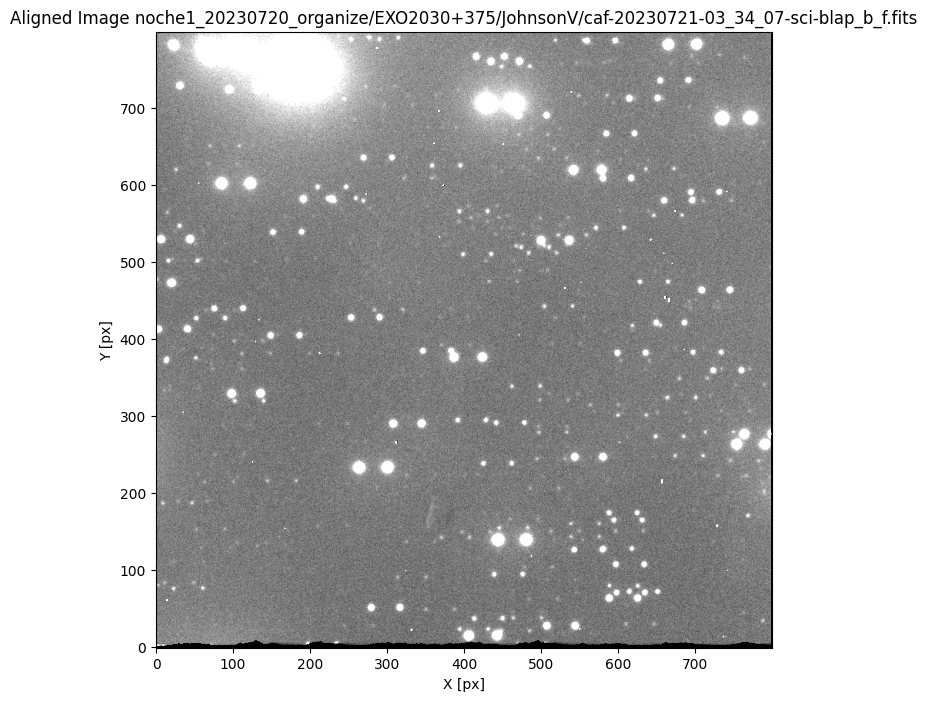 Aligned Image noche1_20230720_organize/EXO2030+375/JohnsonV/caf-20230721-03_34_07-sci-blap_b_f.fits
700
600
500
400
300
200
100
0
Y [px]
0 100 200 300 400 500 600 700
X [px]